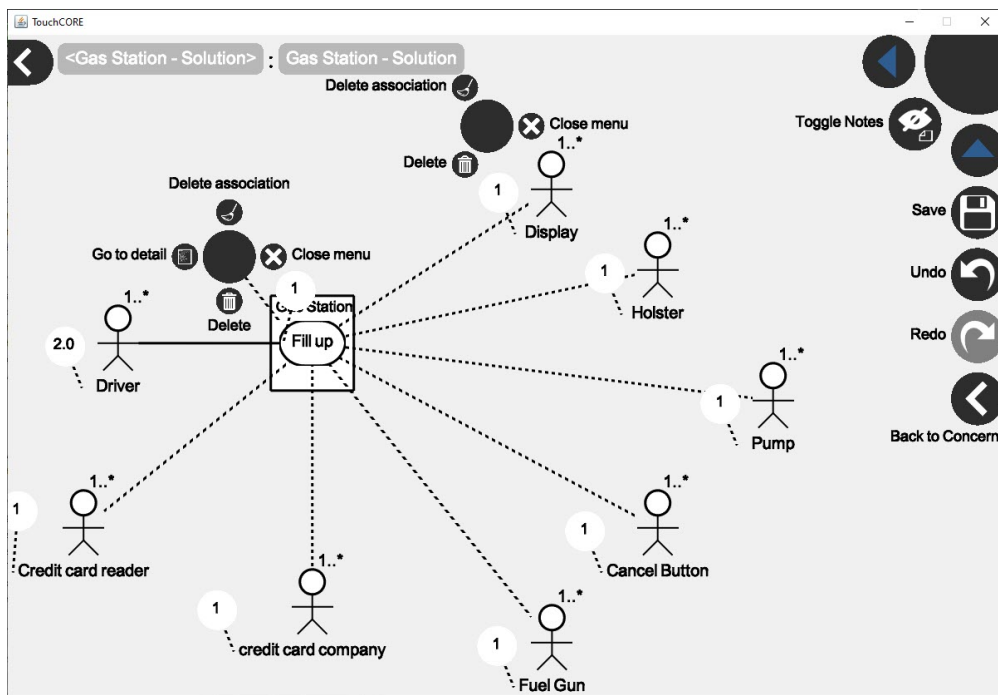 TouchCORE
<Gas Station - Solution> : Gas Station - Solution
Delete association
Close menu
Toggle Notes
Delete
1..*
1
Display
Delete association
Save
1..*
Go to detail
Close menu
1
Holster
Undo
1
Gas Station
Delete
1..*
Fill up
Redo
2.0
Driver
1..*
1
Pump
Back to Concern
1..*
1
Credit card reader
1..*
1
Cancel Button
1..*
1
credit card company
1..*
1
Fuel Gun